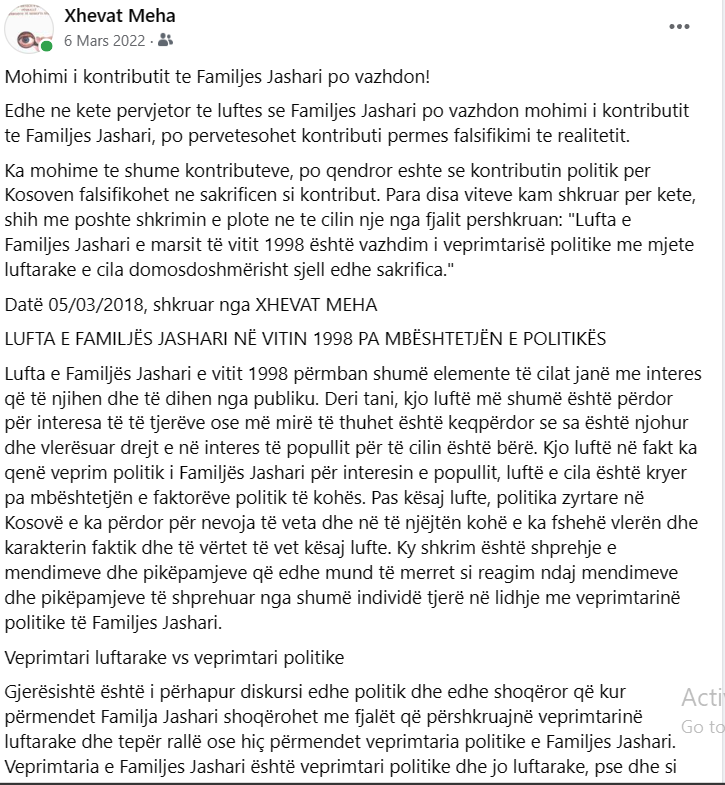 Xhevat Meha
6 Mars 2022 ·
Mohimi i kontributit te Familjes Jashari po vazhdon!
Edhe ne kete pervjetor te luftes se Familjes Jashari po vazhdon mohimi i kontributit
te Familjes Jashari, po pervetesohet kontributi permes falsifikimi te realitetit.
Ka mohime te shume kontributeve, po qendror eshte se kontributin politik per
Kosoven falsifikohet ne sakrificen si kontribut. Para disa viteve kam shkruar per kete,
shih me poshte shkrimin e plote ne te cilin nje nga fjalit pershkruan: "Lufta e
Familjes Jashari e marsit të vitit 1998 është vazhdim i veprimtarisë politike me mjete
luftarake e cila domosdoshmërisht sjell edhe sakrifica."
Datë 05/03/2018, shkruar nga XHEVAT MEHA
LUFTA E FAMILJËS JASHARI NË VITIN 1998 PA MBËSHTETJËN E POLITIKËS
Lufta e Familjës Jashari e vitit 1998 përmban shumë elemente të cilat janë me interes
që të njihen dhe të dihen nga publiku. Deri tani, kjo luftë më shumë është përdor
për interesa të të tjerëve ose më mirë të thuhet është keqpërdor se sa është njohur
dhe vlerësuar drejt e në interes të popullit për të cilin është bërë. Kjo luftë në fakt ka
qenë veprim politik i Familjës Jashari për interesin e popullit, luftë e cila është kryer
pa mbështetjën e faktorëve politik të kohës. Pas kësaj lufte, politika zyrtare në
Kosovë e ka përdor për nevoja të veta dhe në të njëjtën kohë e ka fshehë vlerën dhe
karakterin faktik dhe të vërtet të vet kësaj lufte. Ky shkrim është shprehje e
mendimeve dhe pikëpamjeve që edhe mund të merret si reagim ndaj mendimeve
dhe pikëpamjeve të shprehuar nga shumë individë tjerë në lidhje me veprimtarinë
politike të Familjes Jashari.
Veprimtari luftarake vs veprimtari politike
Gjerësishtë është i përhapur diskursi edhe politik dhe edhe shoqëror që kur
përmendet Familja Jashari shoqërohet me fjalët që përshkruajnë veprimtarinë
luftarake dhe tepër rallë ose hiç përmendet veprimtaria politike e Familjes Jashari.
Veprimtaria e Familjes Jashari është veprimtari politike dhe jo luftarake, pse dhe si
Acti
Go to